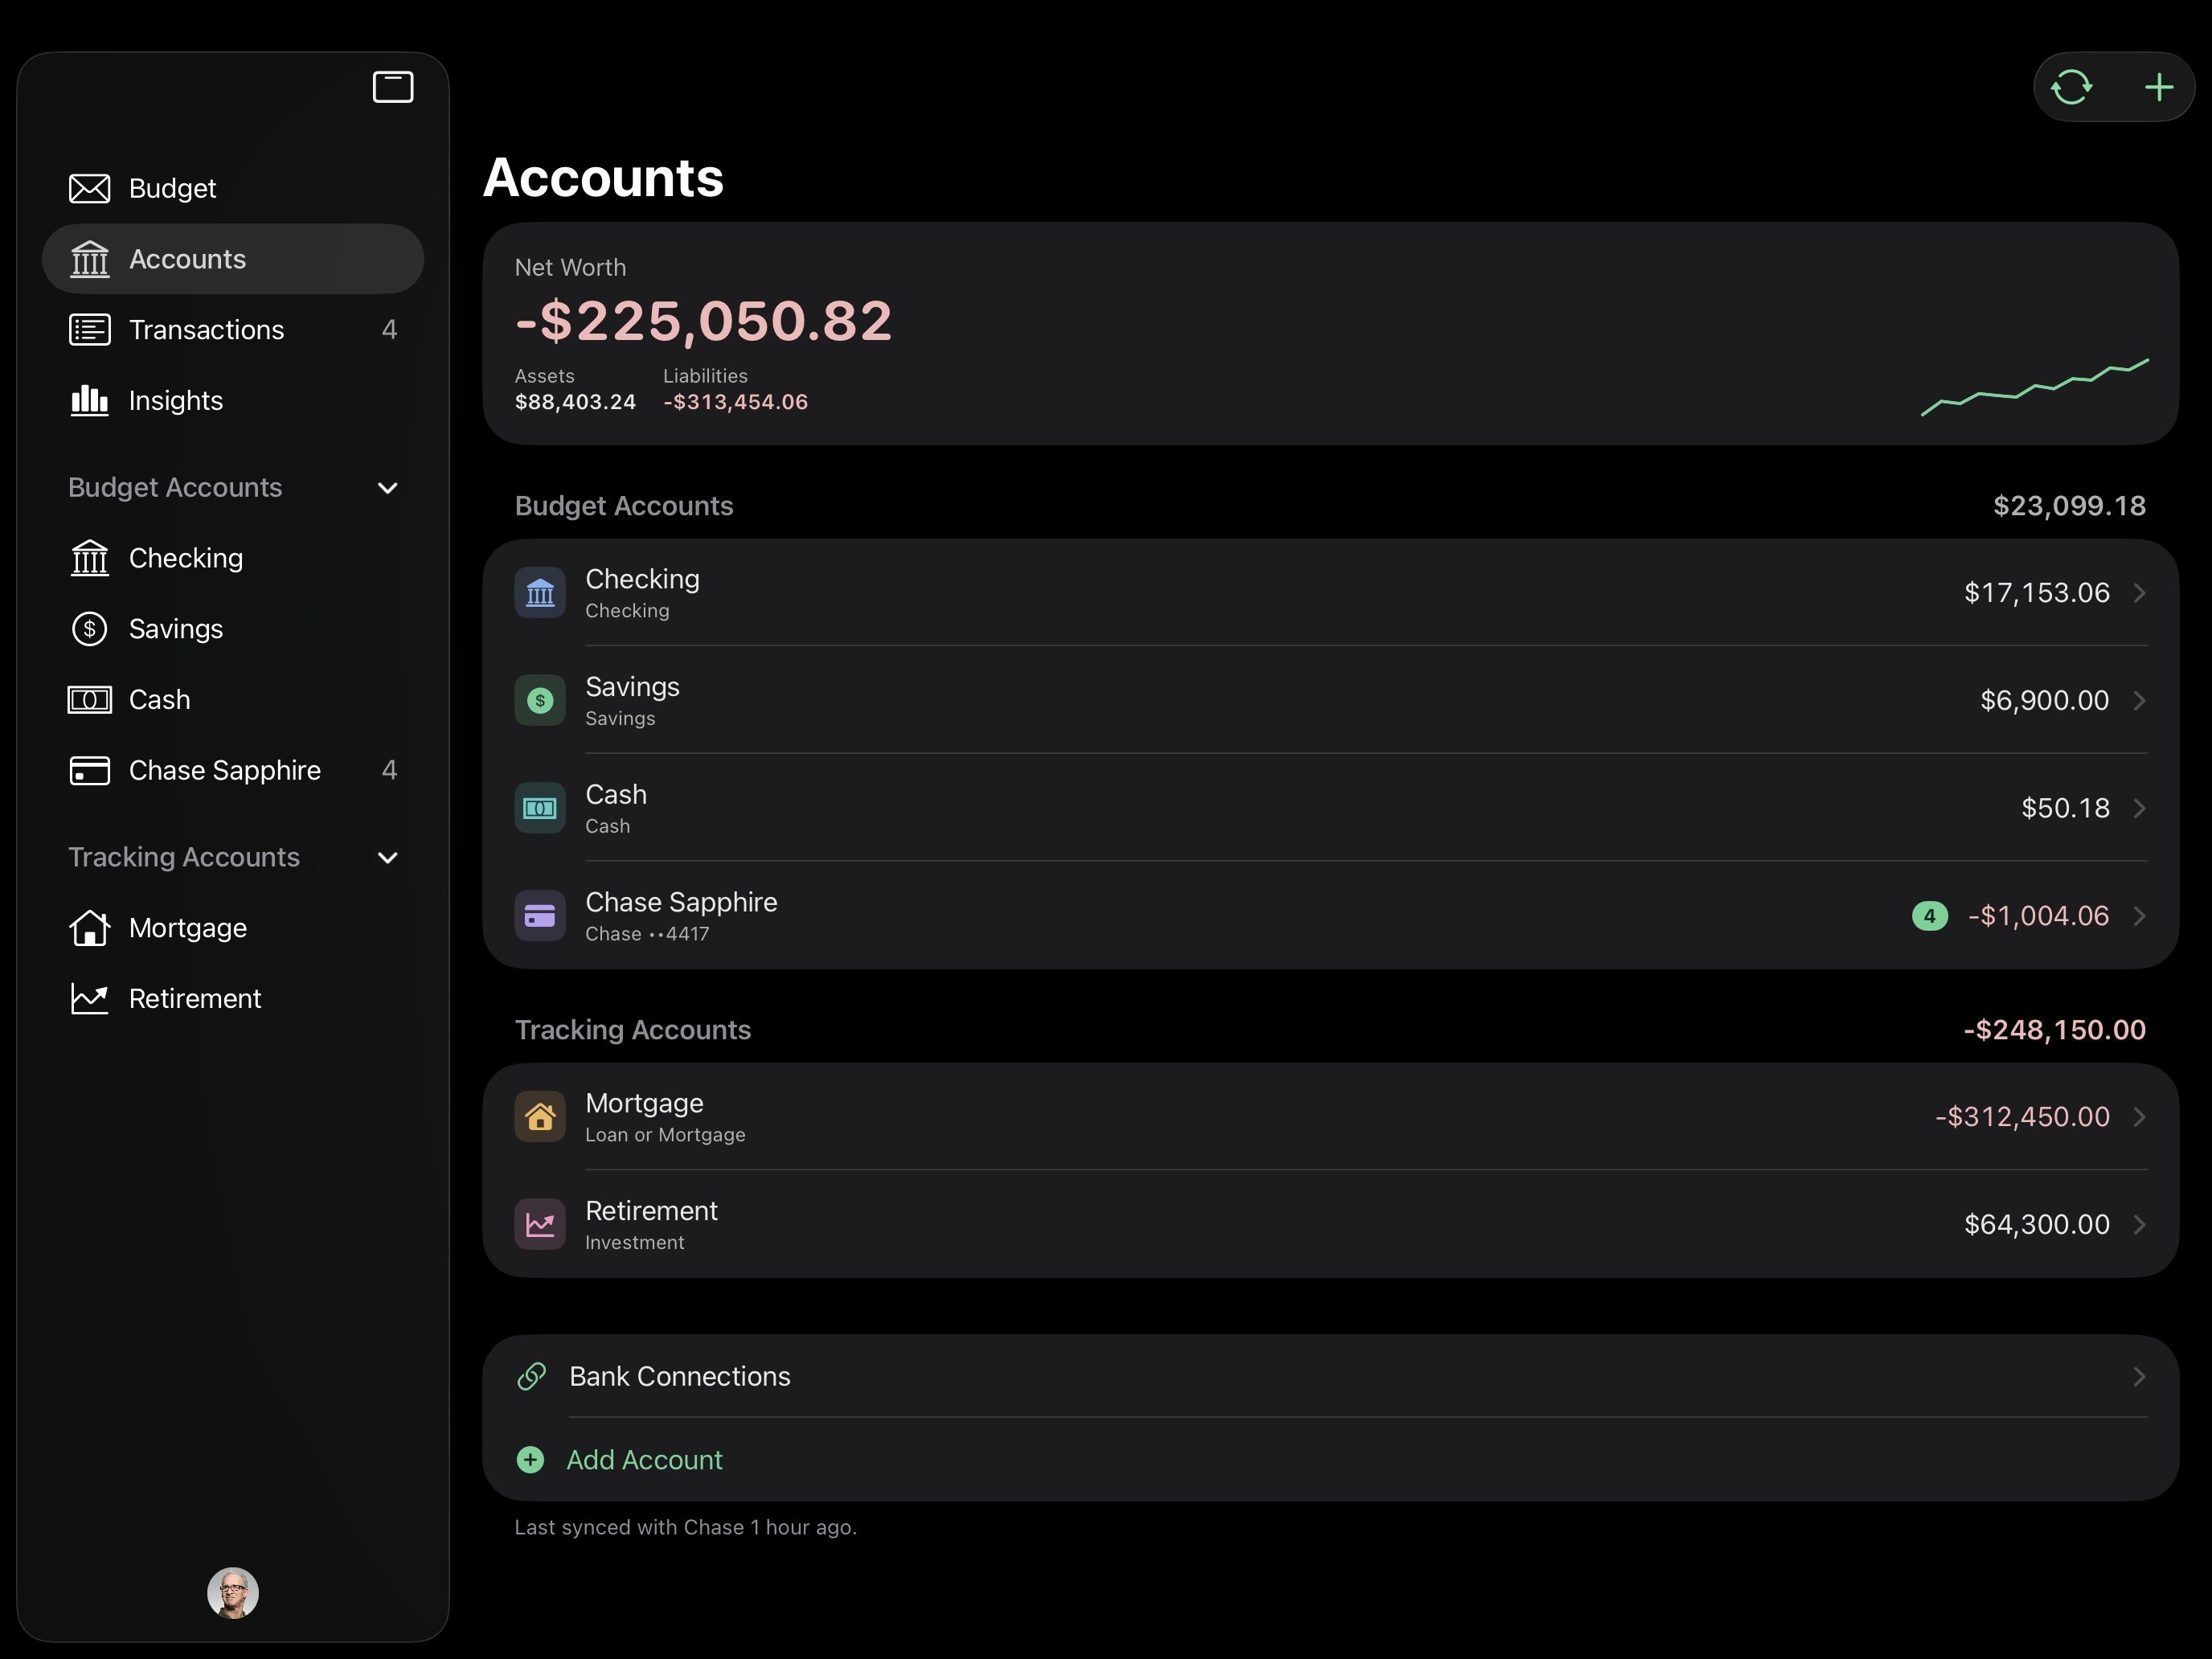 Budget
Accounts
Transactions 4
Insights
Budget Accounts
Checking
Savings
Cash
Chase Sapphire 4
Tracking Accounts
Mortgage
Retirement
Accounts
Net Worth
-$225,050.82
Assets Liabilities
$88,403.24 -$313,454.06
Budget Accounts $23,099.18
Checking
Checking
$17,153.06
Savings
Savings
$6,900.00
Cash
Cash
$50.18
Chase Sapphire
Chase ••4417
4 -$1,004.06
Tracking Accounts -$248,150.00
Mortgage
Loan or Mortgage
-$312,450.00
Retirement
Investment
$64,300.00
Bank Connections
Add Account
Last synced with Chase 1 hour ago.